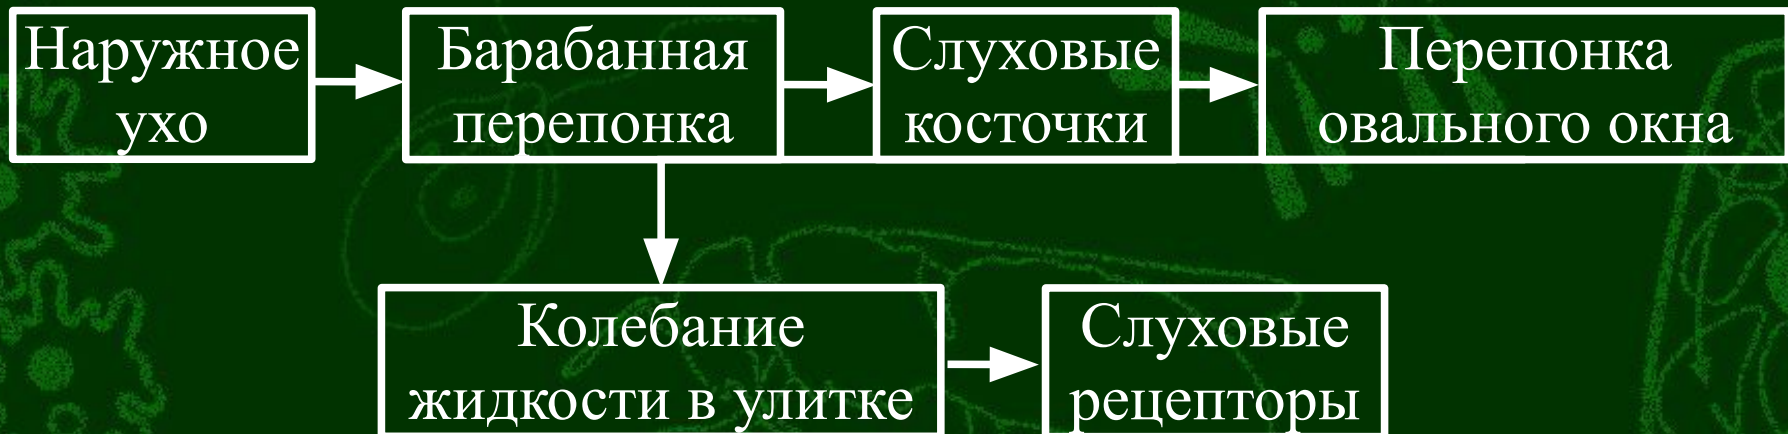 Наружное
ухо
Барабанная
перепонка
Слуховые
косточки
Перепонка
овального окна
Колебание
жидкости в улитке
Слуховые
рецепторы